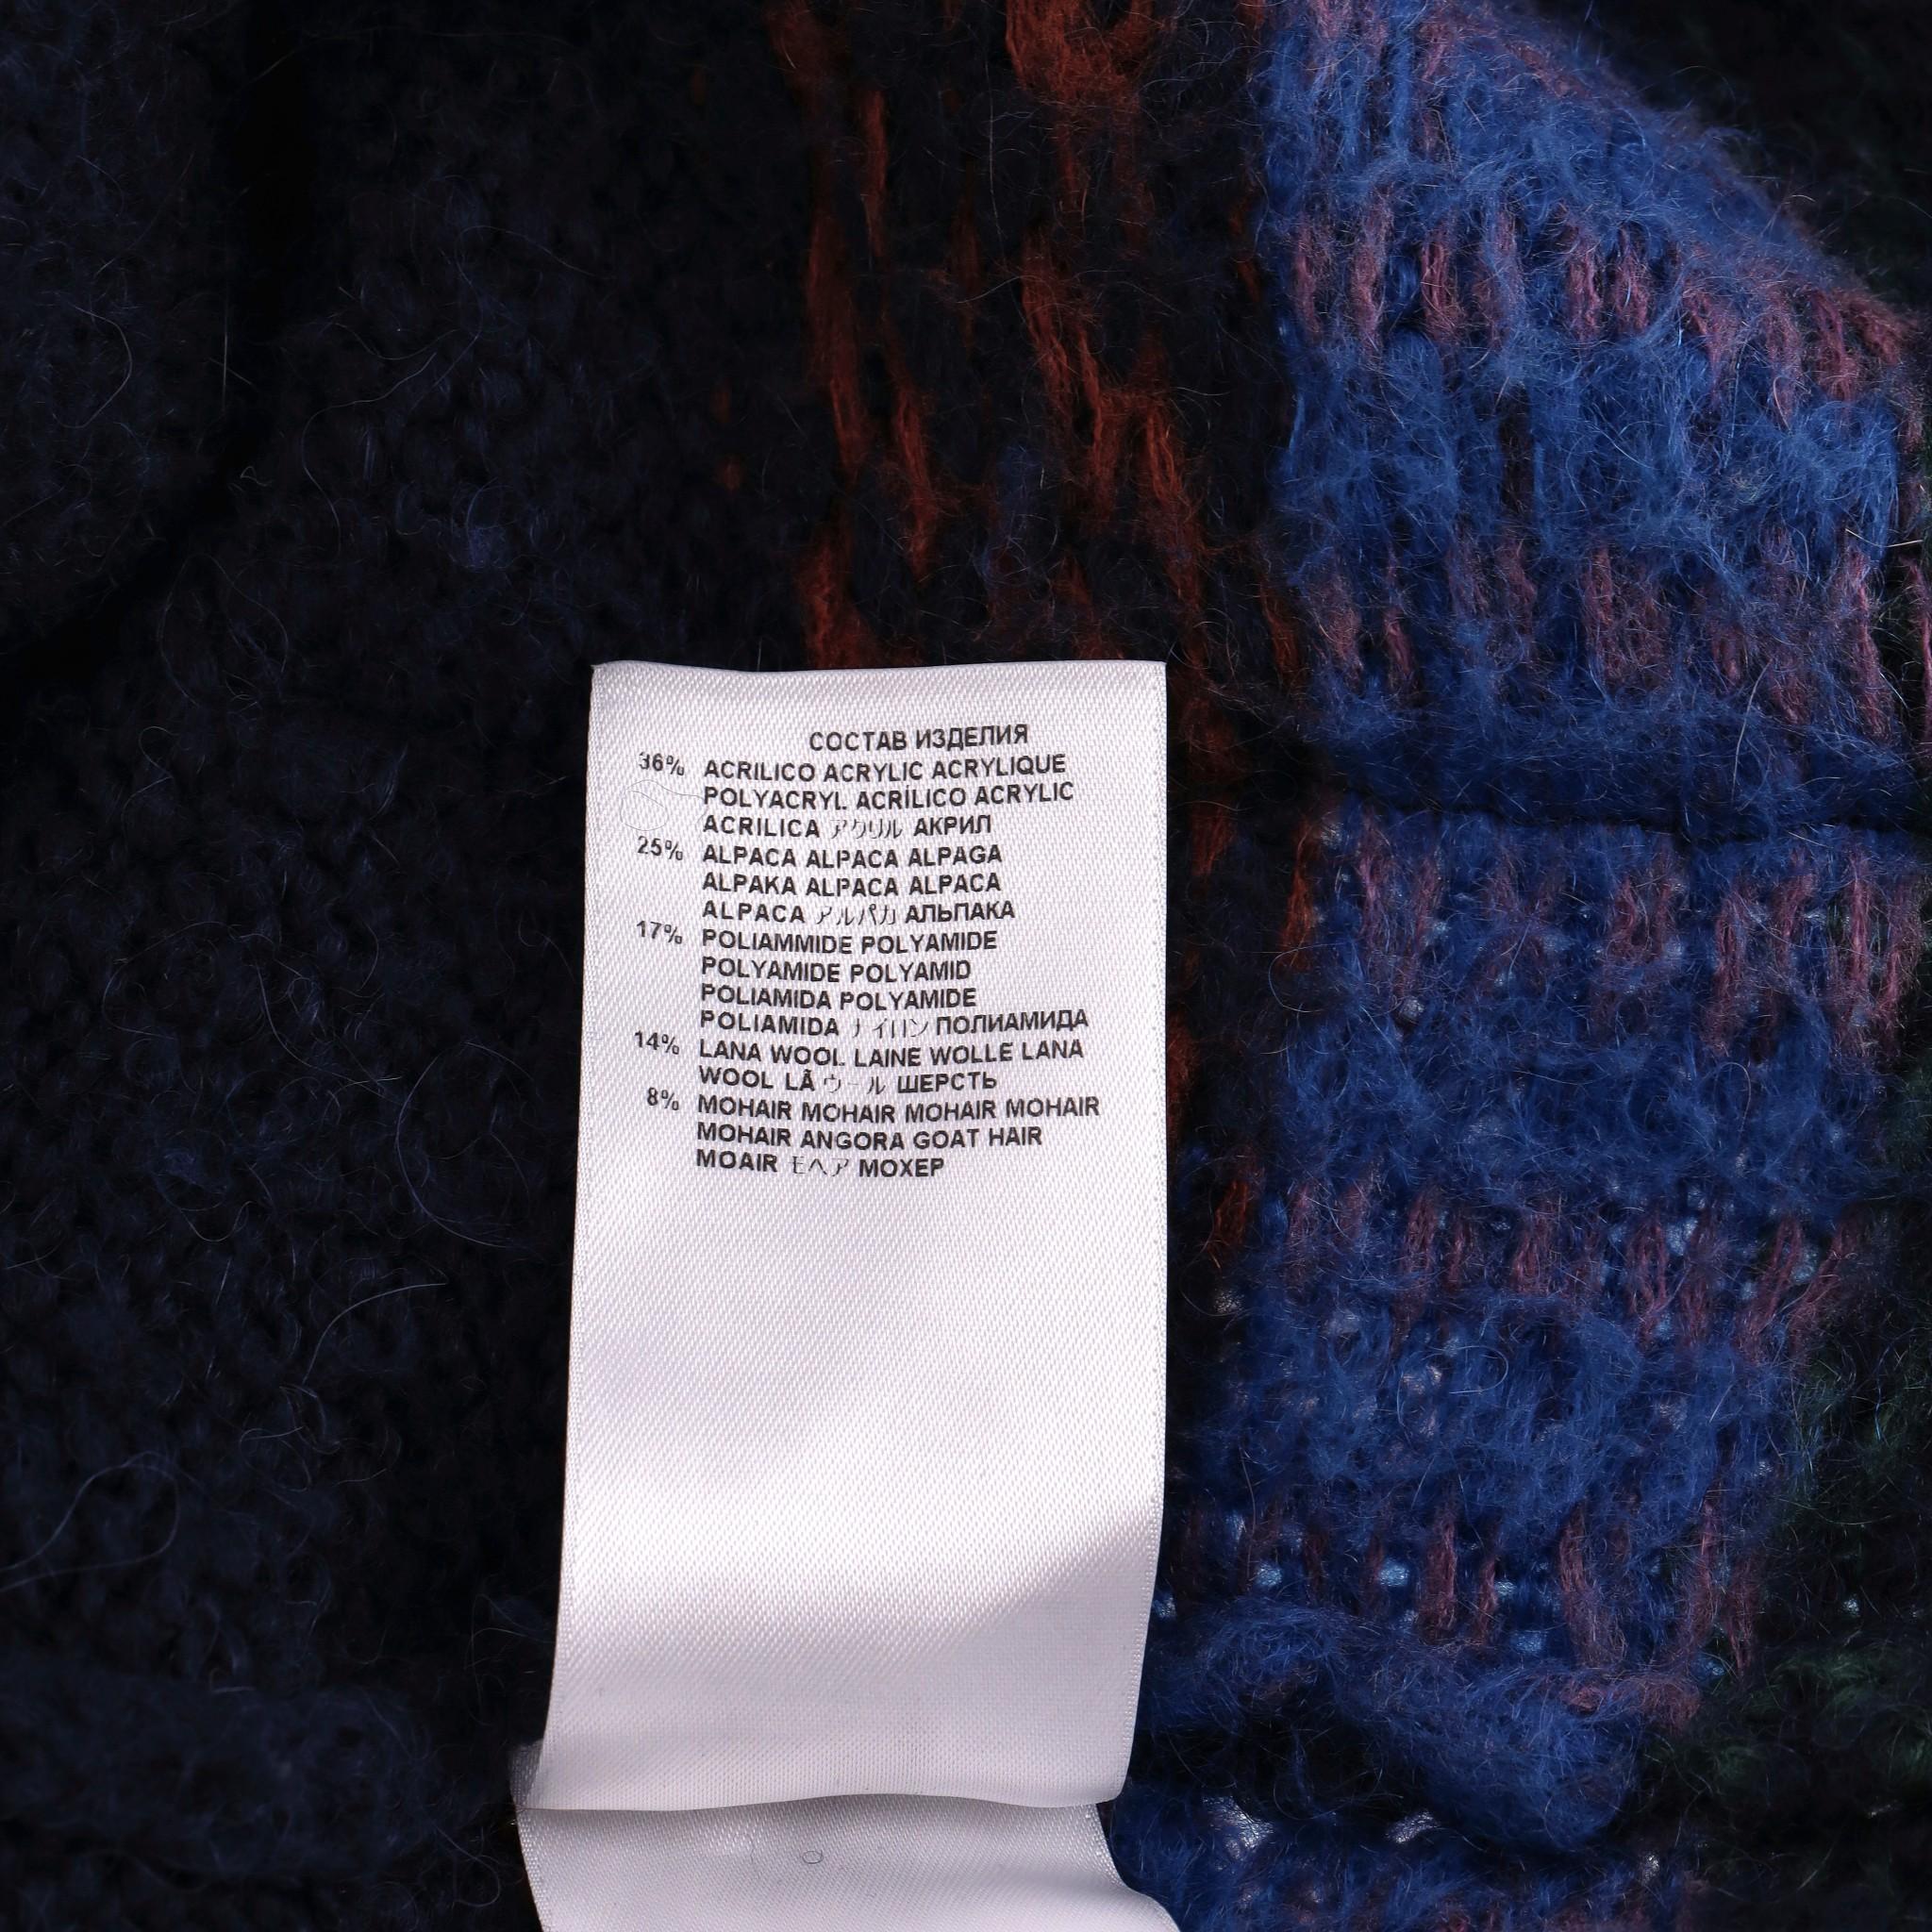 СОСТАВ ИЗДЕЛИЯ
36% ACRILICO ACRYLIC ACRYLIQUE
POLYACRYL ACRÍLICO ACRYLIC
ACRILICA アクリル АКРИЛ
25% ALPACA ALPACA ALPAGA
ALPAKA ALPACA ALPACA
ALPACA アルパカ АЛЬПАКА
17% POLIAMMIDE POLYAMIDE
POLYAMIDE POLYAMID
POLIAMIDA POLYAMIDE
POLIAMIDA ナイロン ПОЛИАМИДА
14% LANA WOOL LAINE WOLLE LANA
WOOL LÃ ウール ШЕРСТЬ
8% MOHAIR MOHAIR MOHAIR MOHAIR
MOHAIR ANGORA GOAT HAIR
MOAIR モヘア МОХЕР